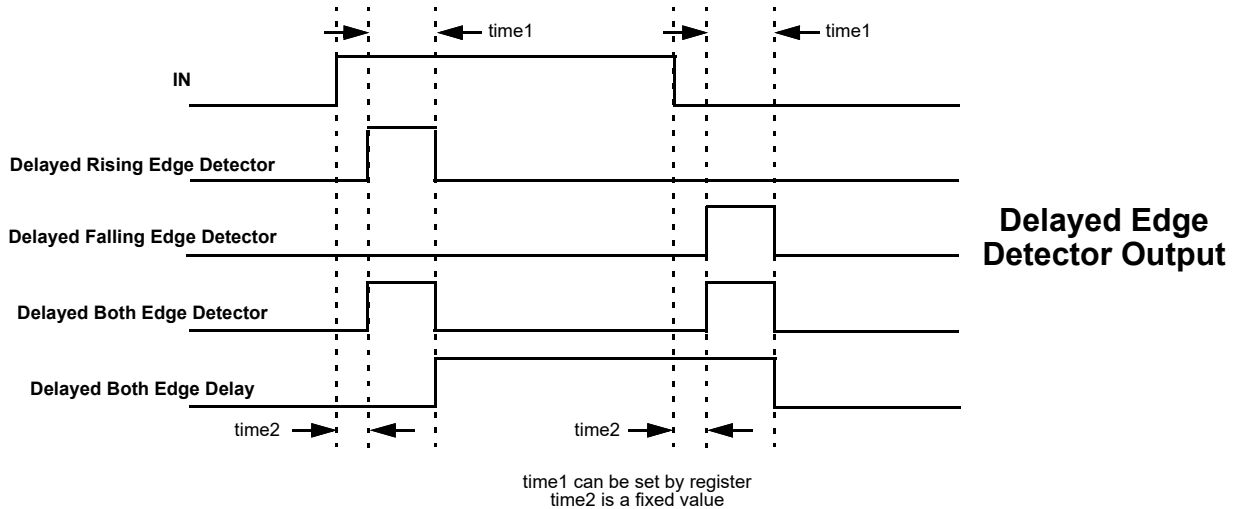 time1
time1
IN
Delayed Rising Edge Detector
Delayed Falling Edge Detector
Delayed Edge
Detector Output
Delayed Both Edge Detector
Delayed Both Edge Delay
time2
time2
time1 can be set by register
time2 is a fixed value